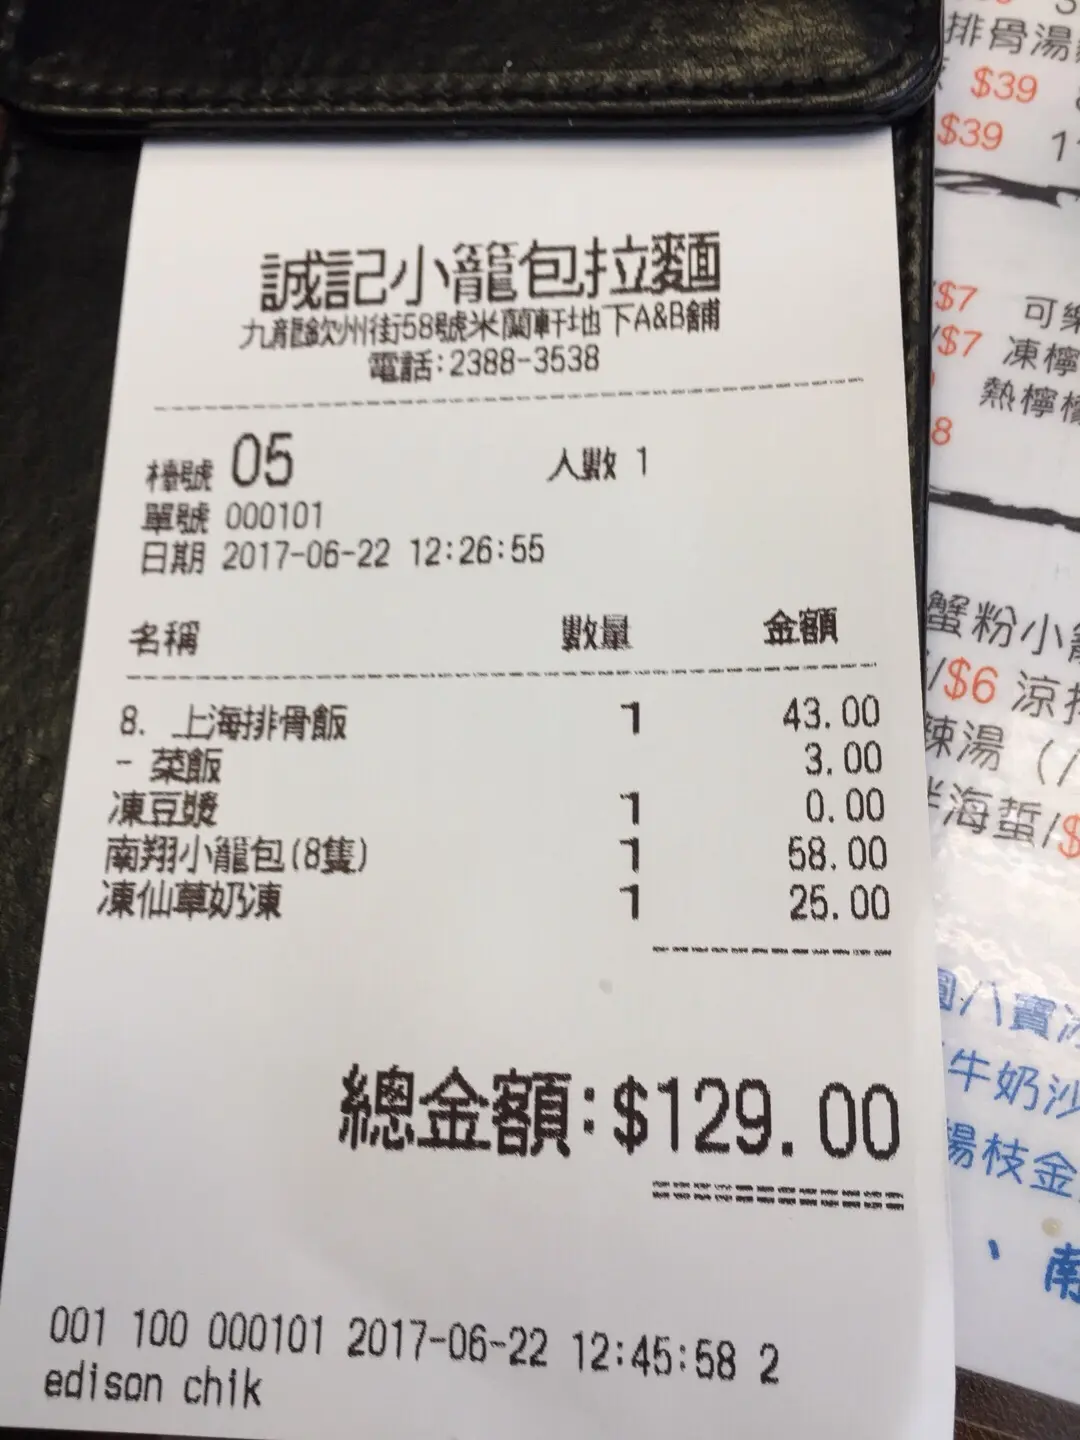 誠記小籠包拉麵
九龍欽州街58號米蘭軒地下A&B舖
電話:2388-3538
檯號 05 人數 1
單號 000101
日期 2017-06-22 12:26:55
名稱 數量 金額
8. 上海排骨飯 1 43.00
- 菜飯 3.00
凍豆漿 1 0.00
南翔小籠包(8隻) 1 58.00
凍仙草奶凍 1 25.00
總金額:$129.00
001 100 000101 2017-06-22 12:45:58 2
edison chik
排骨湯
$39
$39 11
$7 可樂
/$7 凍檸
熱檸檬
8
蟹粉小
/$6 涼拌
辣湯 (/
拌海蜇/$
圓八寶
牛奶沙
楊枝金
、南